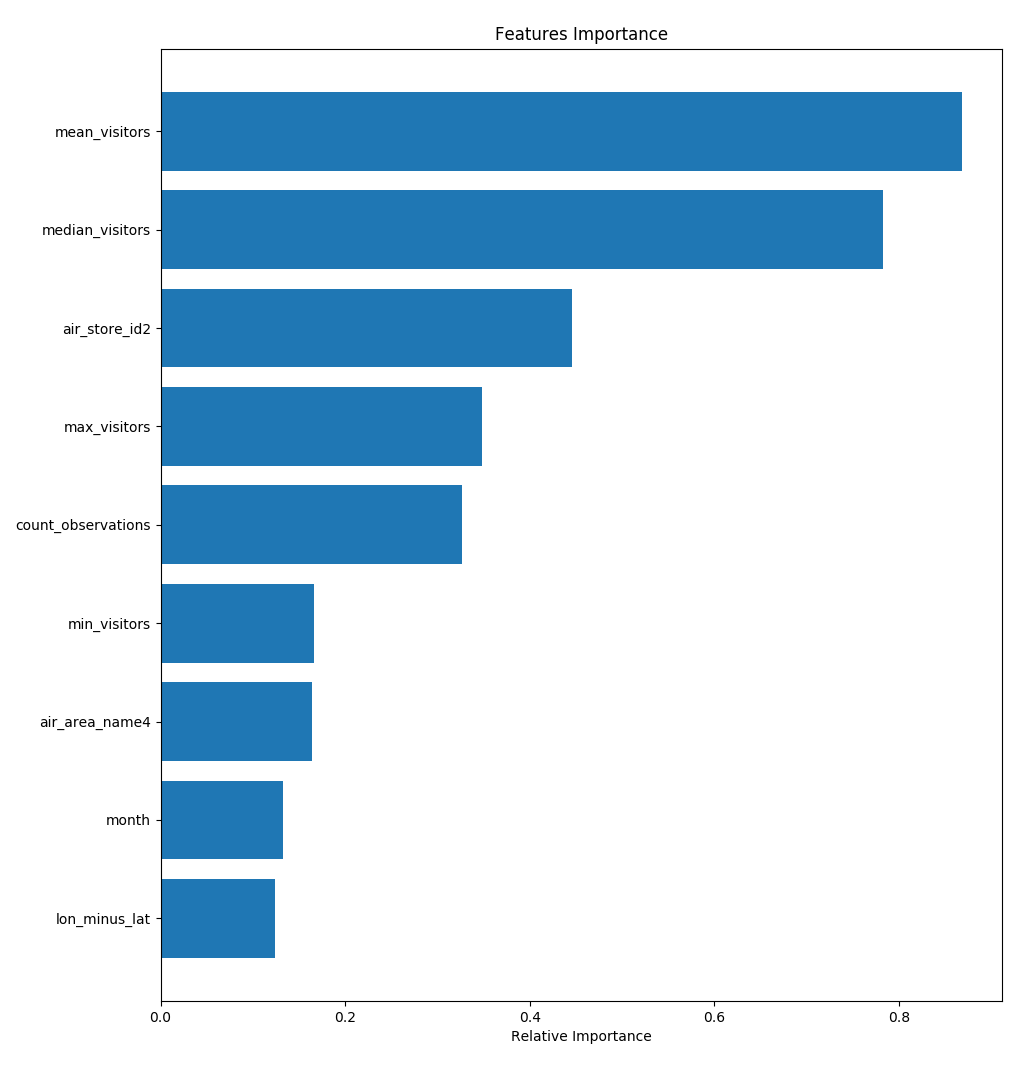 Features Importance
mean_visitors
median_visitors
air_store_id2
max_visitors
count_observations
min_visitors
air_area_name4
month
lon_minus_lat
0.0 0.2 0.4 0.6 0.8
Relative Importance